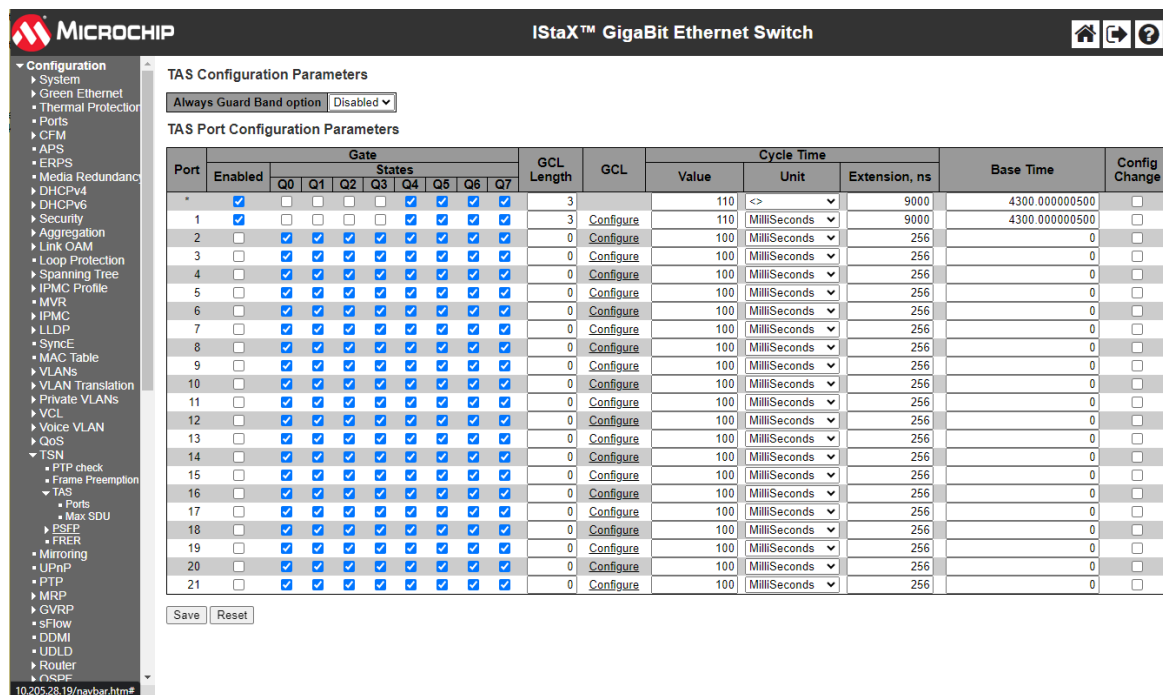 MICROCHIP
IStaX™ GigaBit Ethernet Switch
Configuration
System
Green Ethernet
Thermal Protection
Ports
CFM
APS
ERPS
Media Redundancy
DHCPv4
DHCPv6
Security
Aggregation
Link OAM
Loop Protection
Spanning Tree
IPMC Profile
MVR
IPMC
LLDP
SyncE
MAC Table
VLANs
VLAN Translation
Private VLANs
VCL
Voice VLAN
QoS
TSN
PTP check
Frame Preemption
TAS
Ports
Max SDU
PSFP
FRER
Mirroring
UPnP
PTP
MRP
GVRP
sFlow
DDMI
UDLD
Router
OSPF
10.205.28.19/navbar.htm#
TAS Configuration Parameters
Always Guard Band option Disabled
TAS Port Configuration Parameters
Port Gate GCL Length GCL Cycle Time Base Time Config Change
Enabled States Value Unit Extension, ns
Q0 Q1 Q2 Q3 Q4 Q5 Q6 Q7
* 3 110 <> 9000 4300.000000500
1 3 Configure 110 MilliSeconds 9000 4300.000000500
2 0 Configure 100 MilliSeconds 256 0
3 0 Configure 100 MilliSeconds 256 0
4 0 Configure 100 MilliSeconds 256 0
5 0 Configure 100 MilliSeconds 256 0
6 0 Configure 100 MilliSeconds 256 0
7 0 Configure 100 MilliSeconds 256 0
8 0 Configure 100 MilliSeconds 256 0
9 0 Configure 100 MilliSeconds 256 0
10 0 Configure 100 MilliSeconds 256 0
11 0 Configure 100 MilliSeconds 256 0
12 0 Configure 100 MilliSeconds 256 0
13 0 Configure 100 MilliSeconds 256 0
14 0 Configure 100 MilliSeconds 256 0
15 0 Configure 100 MilliSeconds 256 0
16 0 Configure 100 MilliSeconds 256 0
17 0 Configure 100 MilliSeconds 256 0
18 0 Configure 100 MilliSeconds 256 0
19 0 Configure 100 MilliSeconds 256 0
20 0 Configure 100 MilliSeconds 256 0
21 0 Configure 100 MilliSeconds 256 0
Save Reset